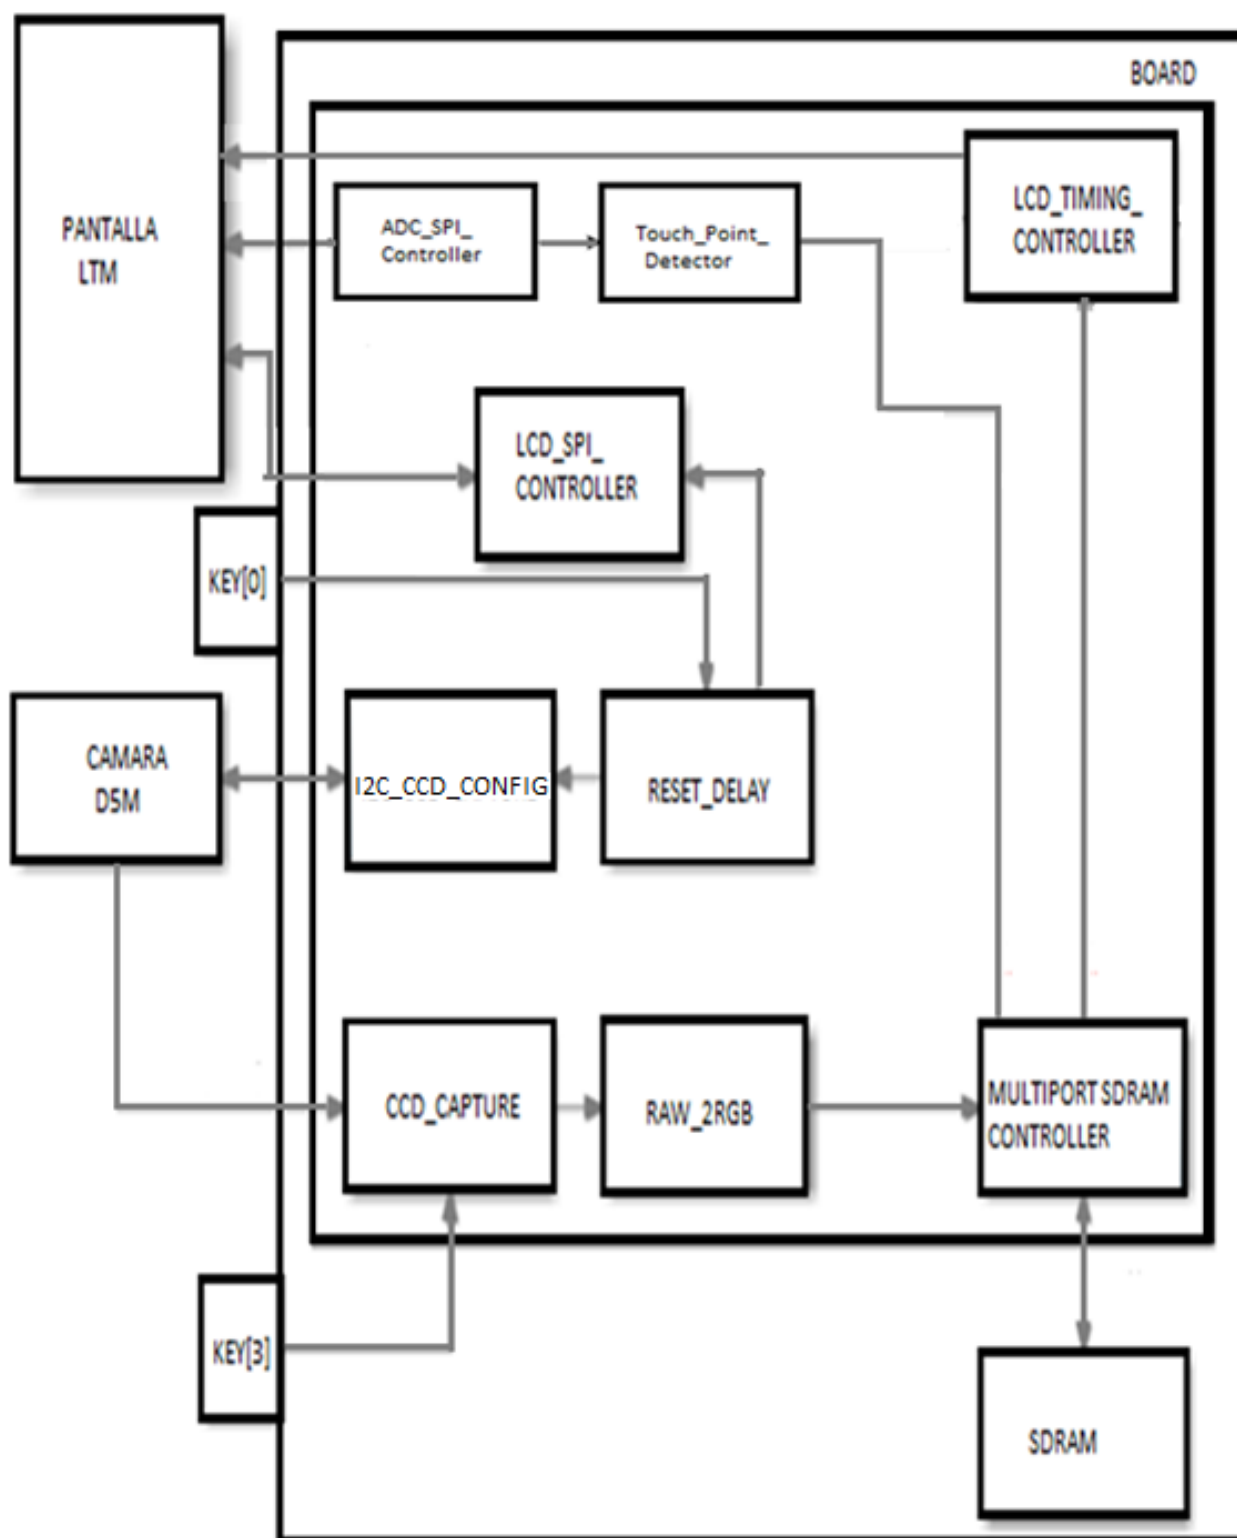 BOARD
PANTALLA
LTM
ADC_SPI_
Controller
Touch_Point_
Detector
LCD_TIMING_
CONTROLLER
LCD_SPI_
CONTROLLER
KEY[0]
CAMARA
D5M
I2C_CCD_CONFIG
RESET_DELAY
CCD_CAPTURE
RAW_2RGB
MULTIPORT SDRAM
CONTROLLER
KEY[3]
SDRAM